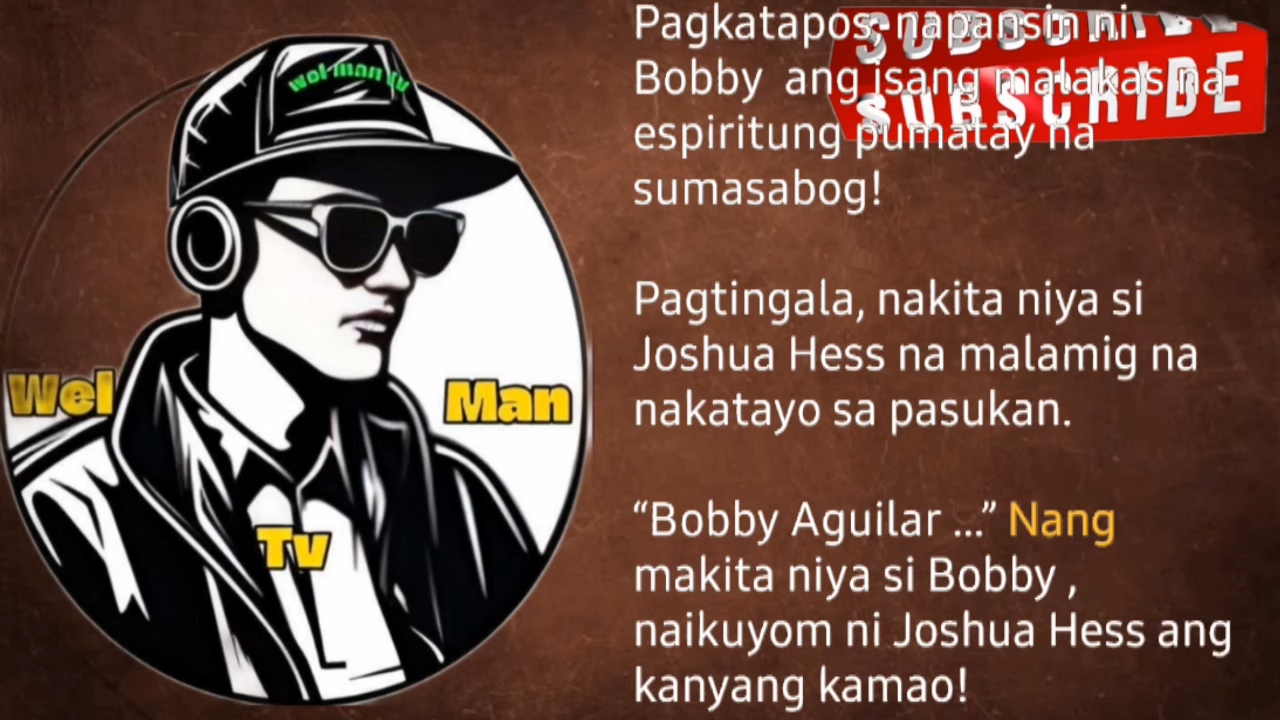 wel man tv
Wel
Man
Tv
SUBSCRIBE
SUBSCRIBE
Pagkatapos, napansin ni
Bobby  ang isang malakas na
espiritung pumatay na
sumasabog!
Pagtingala, nakita niya si
Joshua Hess na malamig na
nakatayo sa pasukan.
“Bobby Aguilar ...” Nang
makita niya si Bobby ,
naikuyom ni Joshua Hess ang
kanyang kamao!